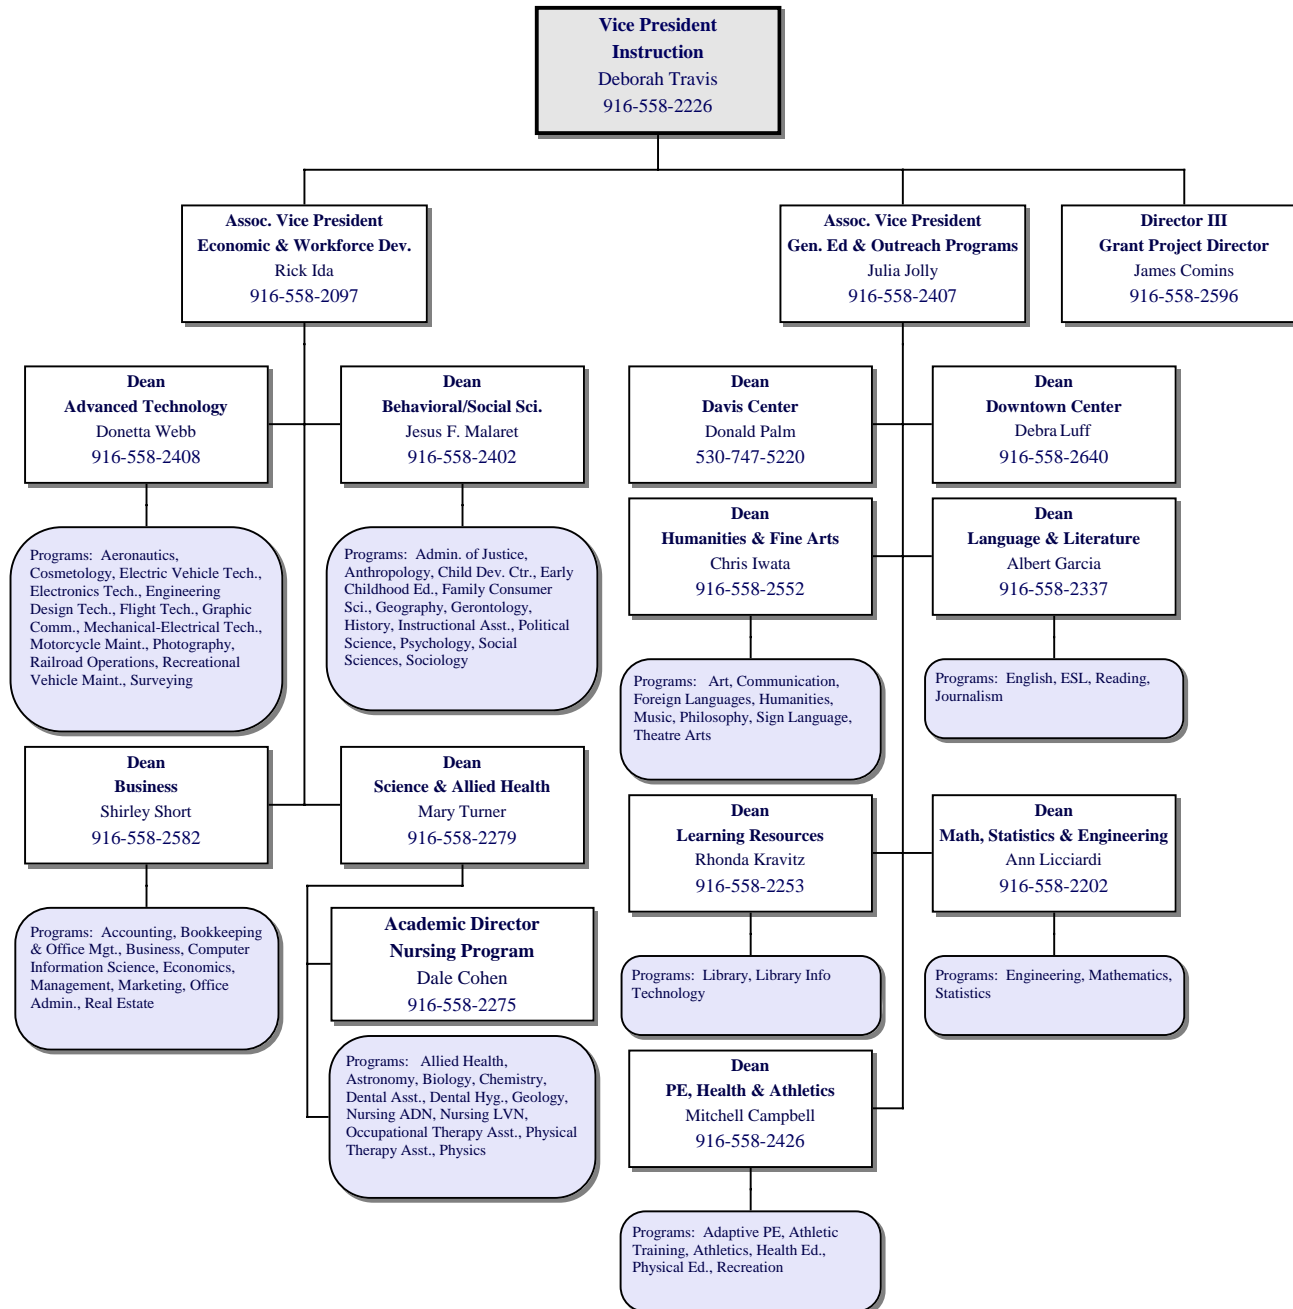 Vice President
Instruction
Deborah Travis
916-558-2226
Assoc. Vice President
Economic & Workforce Dev.
Rick Ida
916-558-2097
Assoc. Vice President
Gen. Ed & Outreach Programs
Julia Jolly
916-558-2407
Director III
Grant Project Director
James Comins
916-558-2596
Dean
Advanced Technology
Donetta Webb
916-558-2408
Dean
Behavioral/Social Sci.
Jesus F. Malaret
916-558-2402
Dean
Davis Center
Donald Palm
530-747-5220
Dean
Downtown Center
Debra Luff
916-558-2640
Programs: Aeronautics,
Cosmetology, Electric Vehicle Tech.,
Electronics Tech., Engineering
Design Tech., Flight Tech., Graphic
Comm., Mechanical-Electrical Tech.,
Motorcycle Maint., Photography,
Railroad Operations, Recreational
Vehicle Maint., Surveying
Programs: Admin. of Justice,
Anthropology, Child Dev. Ctr., Early
Childhood Ed., Family Consumer
Sci., Geography, Gerontology,
History, Instructional Asst., Political
Science, Psychology, Social
Sciences, Sociology
Dean
Humanities & Fine Arts
Chris Iwata
916-558-2552
Dean
Language & Literature
Albert Garcia
916-558-2337
Programs: Art, Communication,
Foreign Languages, Humanities,
Music, Philosophy, Sign Language,
Theatre Arts
Programs: English, ESL, Reading,
Journalism
Dean
Business
Shirley Short
916-558-2582
Dean
Science & Allied Health
Mary Turner
916-558-2279
Dean
Learning Resources
Rhonda Kravitz
916-558-2253
Dean
Math, Statistics & Engineering
Ann Licciardi
916-558-2202
Programs: Accounting, Bookkeeping
& Office Mgt., Business, Computer
Information Science, Economics,
Management, Marketing, Office
Admin., Real Estate
Academic Director
Nursing Program
Dale Cohen
916-558-2275
Programs: Library, Library Info
Technology
Programs: Engineering, Mathematics,
Statistics
Programs: Allied Health,
Astronomy, Biology, Chemistry,
Dental Asst., Dental Hyg., Geology,
Nursing ADN, Nursing LVN,
Occupational Therapy Asst., Physical
Therapy Asst., Physics
Dean
PE, Health & Athletics
Mitchell Campbell
916-558-2426
Programs: Adaptive PE, Athletic
Training, Athletics, Health Ed.,
Physical Ed., Recreation